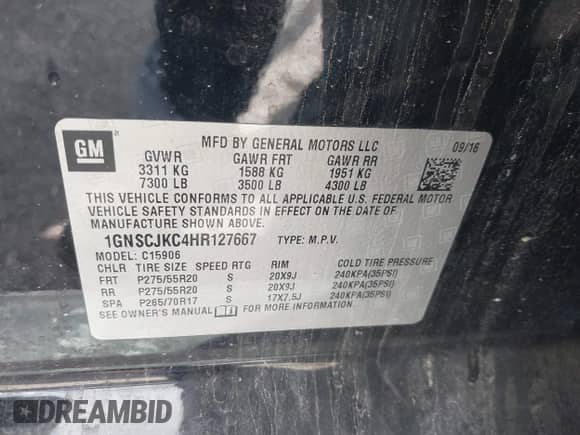 GM
MFD BY GENERAL MOTORS LLC 09/16
GVWR GAWR FRT GAWR RR
3311 KG 1588 KG 1951 KG
7300 LB 3500 LB 4300 LB
THIS VEHICLE CONFORMS TO ALL APPLICABLE U.S. FEDERAL MOTOR
VEHICLE SAFETY STANDARDS IN EFFECT ON THE DATE OF
MANUFACTURE SHOWN ABOVE.
1GNSCJKC4HR127667 TYPE: M.P.V.
MODEL: C15906
CHLR TIRE SIZE SPEED RTG RIM COLD TIRE PRESSURE
FRT P275/55R20 S 20X9J 240KPA(35PSI)
RR P275/55R20 S 20X9J 240KPA(35PSI)
SPA P265/70R17 S 17X7.5J 240KPA(35PSI)
SEE OWNER'S MANUAL FOR MORE INFORMATION.
DREAMBID